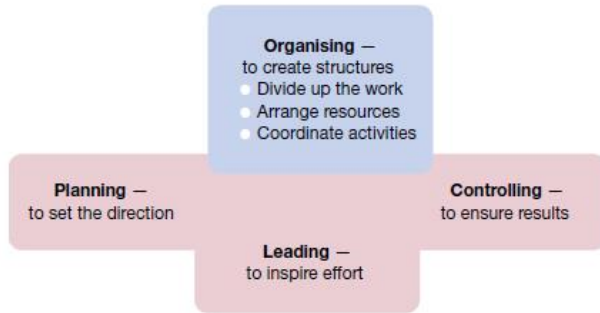 Organising —
to create structures
Divide up the work
Arrange resources
Coordinate activities
Planning —
to set the direction
Controlling —
to ensure results
Leading —
to inspire effort